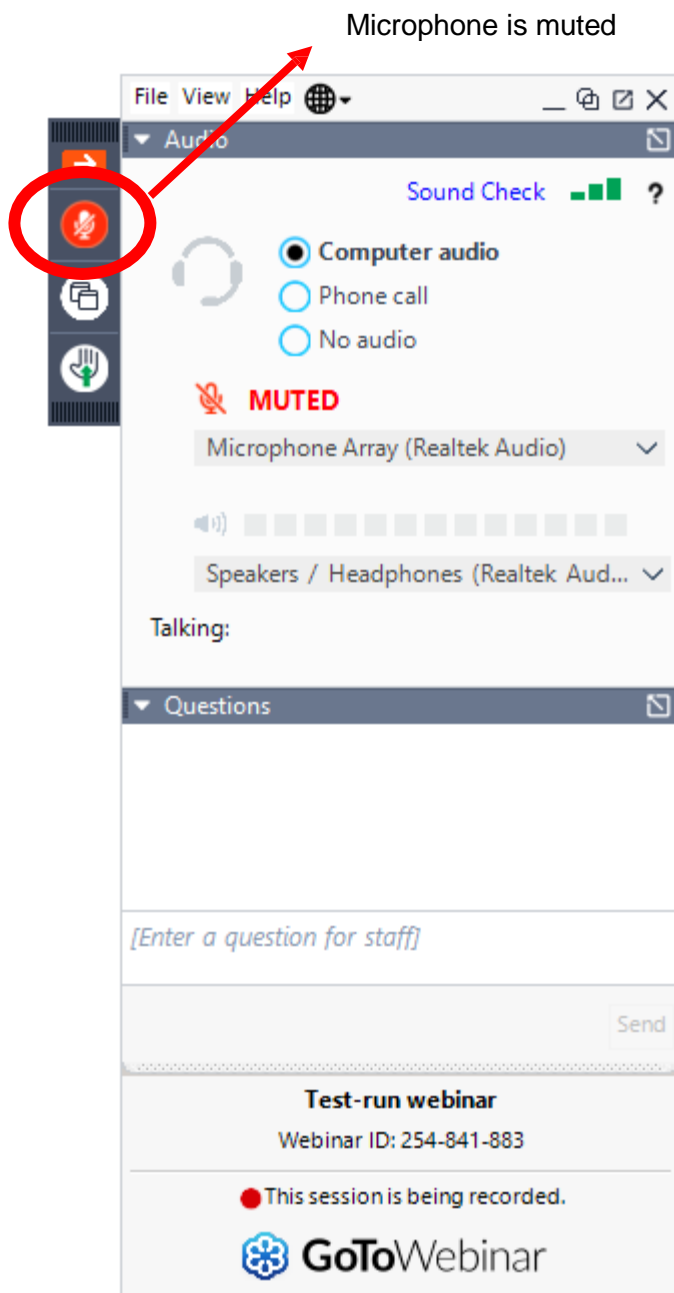 Microphone is muted
File View Help
Audio
Sound Check ?
Computer audio
Phone call
No audio
MUTED
Microphone Array (Realtek Audio)
Speakers / Headphones (Realtek Aud...
Talking:
Questions
[Enter a question for staff]
Send
Test-run webinar
Webinar ID: 254-841-883
This session is being recorded.
GoToWebinar